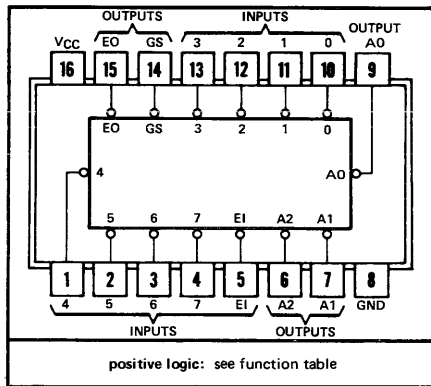 OUTPUTS INPUTS OUTPUT
VCC EO GS 3 2 1 0 A0
16 15 14 13 12 11 10 9
EO GS 3 2 1 0
4 A0
5 6 7 EI A2 A1
1 2 3 4 5 6 7 8
4 5 6 7 EI A2 A1 GND
INPUTS OUTPUTS
positive logic: see function table